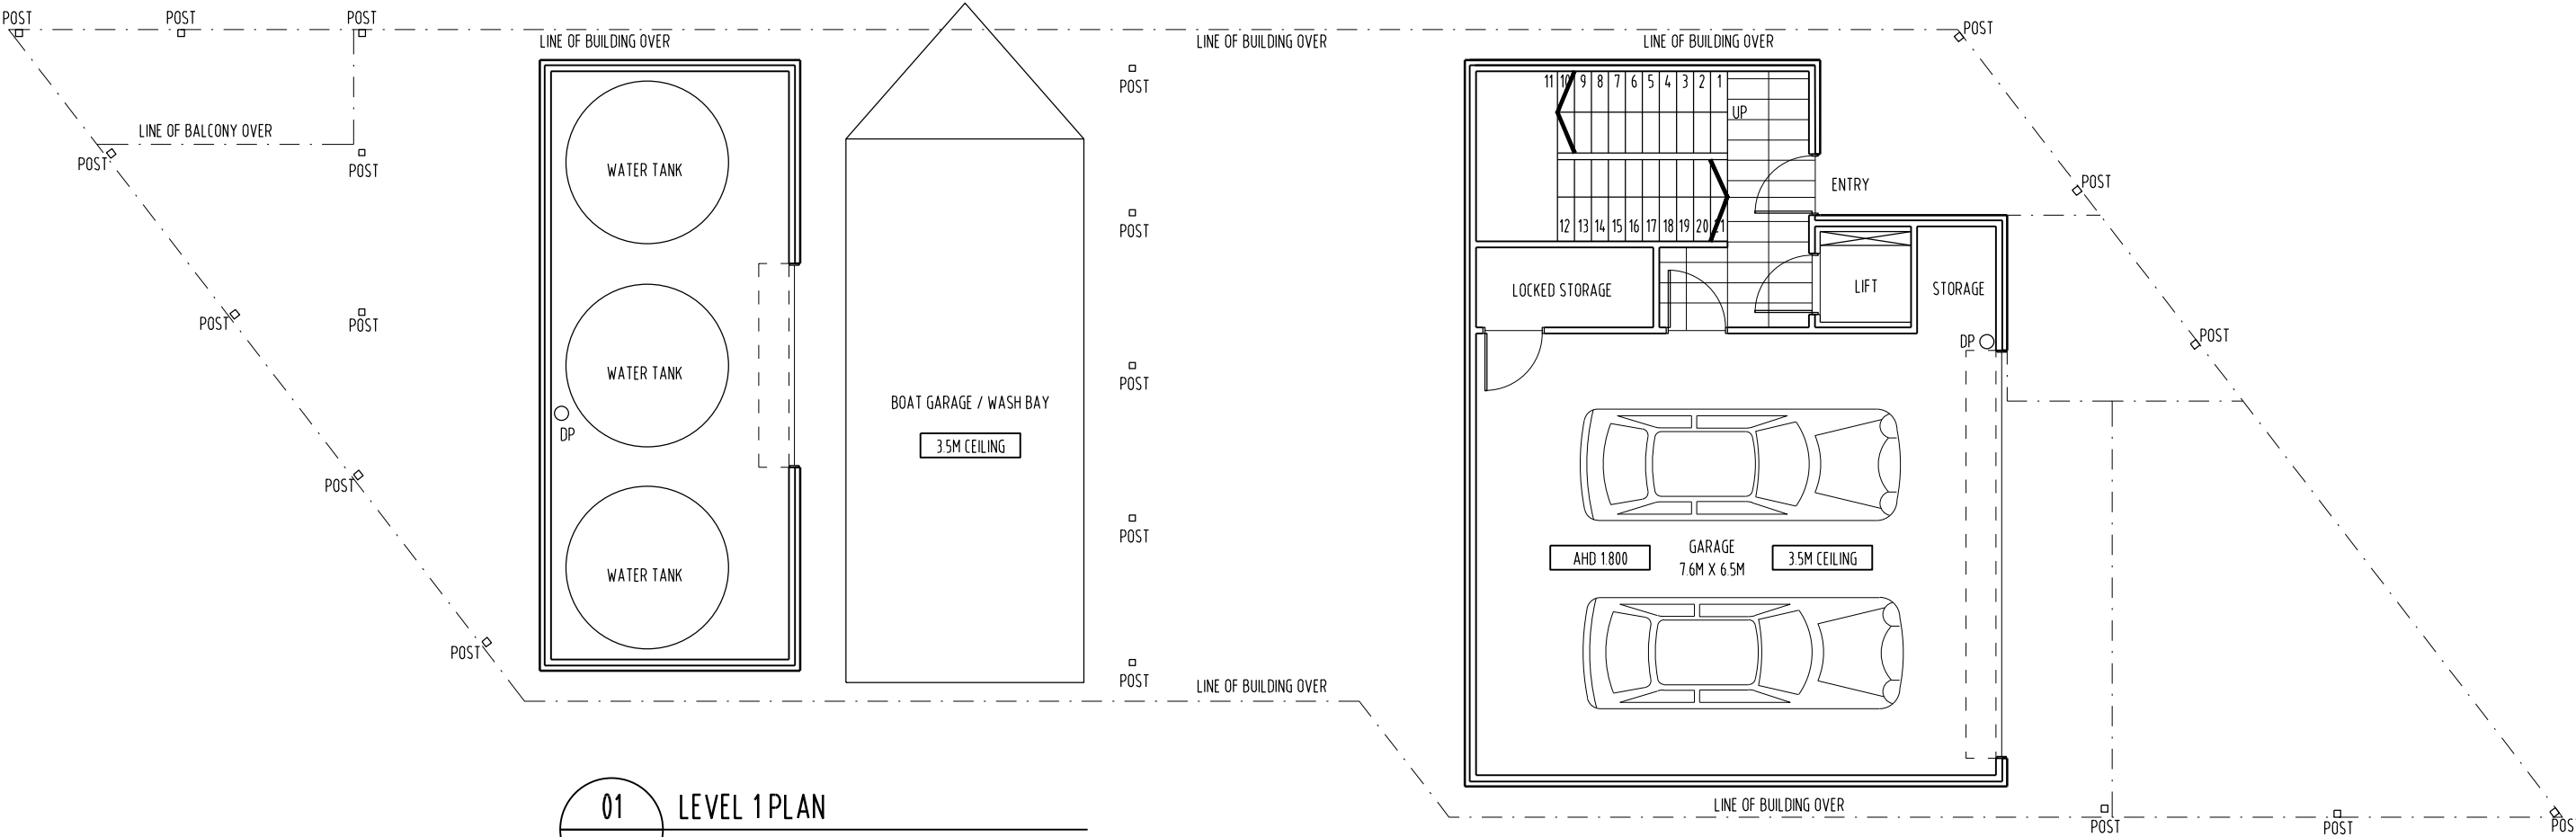 POST
POST
POST
POST
LINE OF BUILDING OVER
LINE OF BUILDING OVER
LINE OF BUILDING OVER
POST
11 10 9 8 7 6 5 4 3 2 1
UP
LINE OF BALCONY OVER
POST
POST
WATER TANK
ENTRY
POST
POST
12 13 14 15 16 17 18 19 20 21
LOCKED STORAGE
LIFT
STORAGE
POST
POST
POST
DP
WATER TANK
POST
BOAT GARAGE / WASH BAY
DP
3.5M CEILING
POST
POST
AHD 1.800
GARAGE
7.6M X 6.5M
3.5M CEILING
WATER TANK
POST
POST
LINE OF BUILDING OVER
01
LEVEL 1 PLAN
LINE OF BUILDING OVER
POST
POST
POS